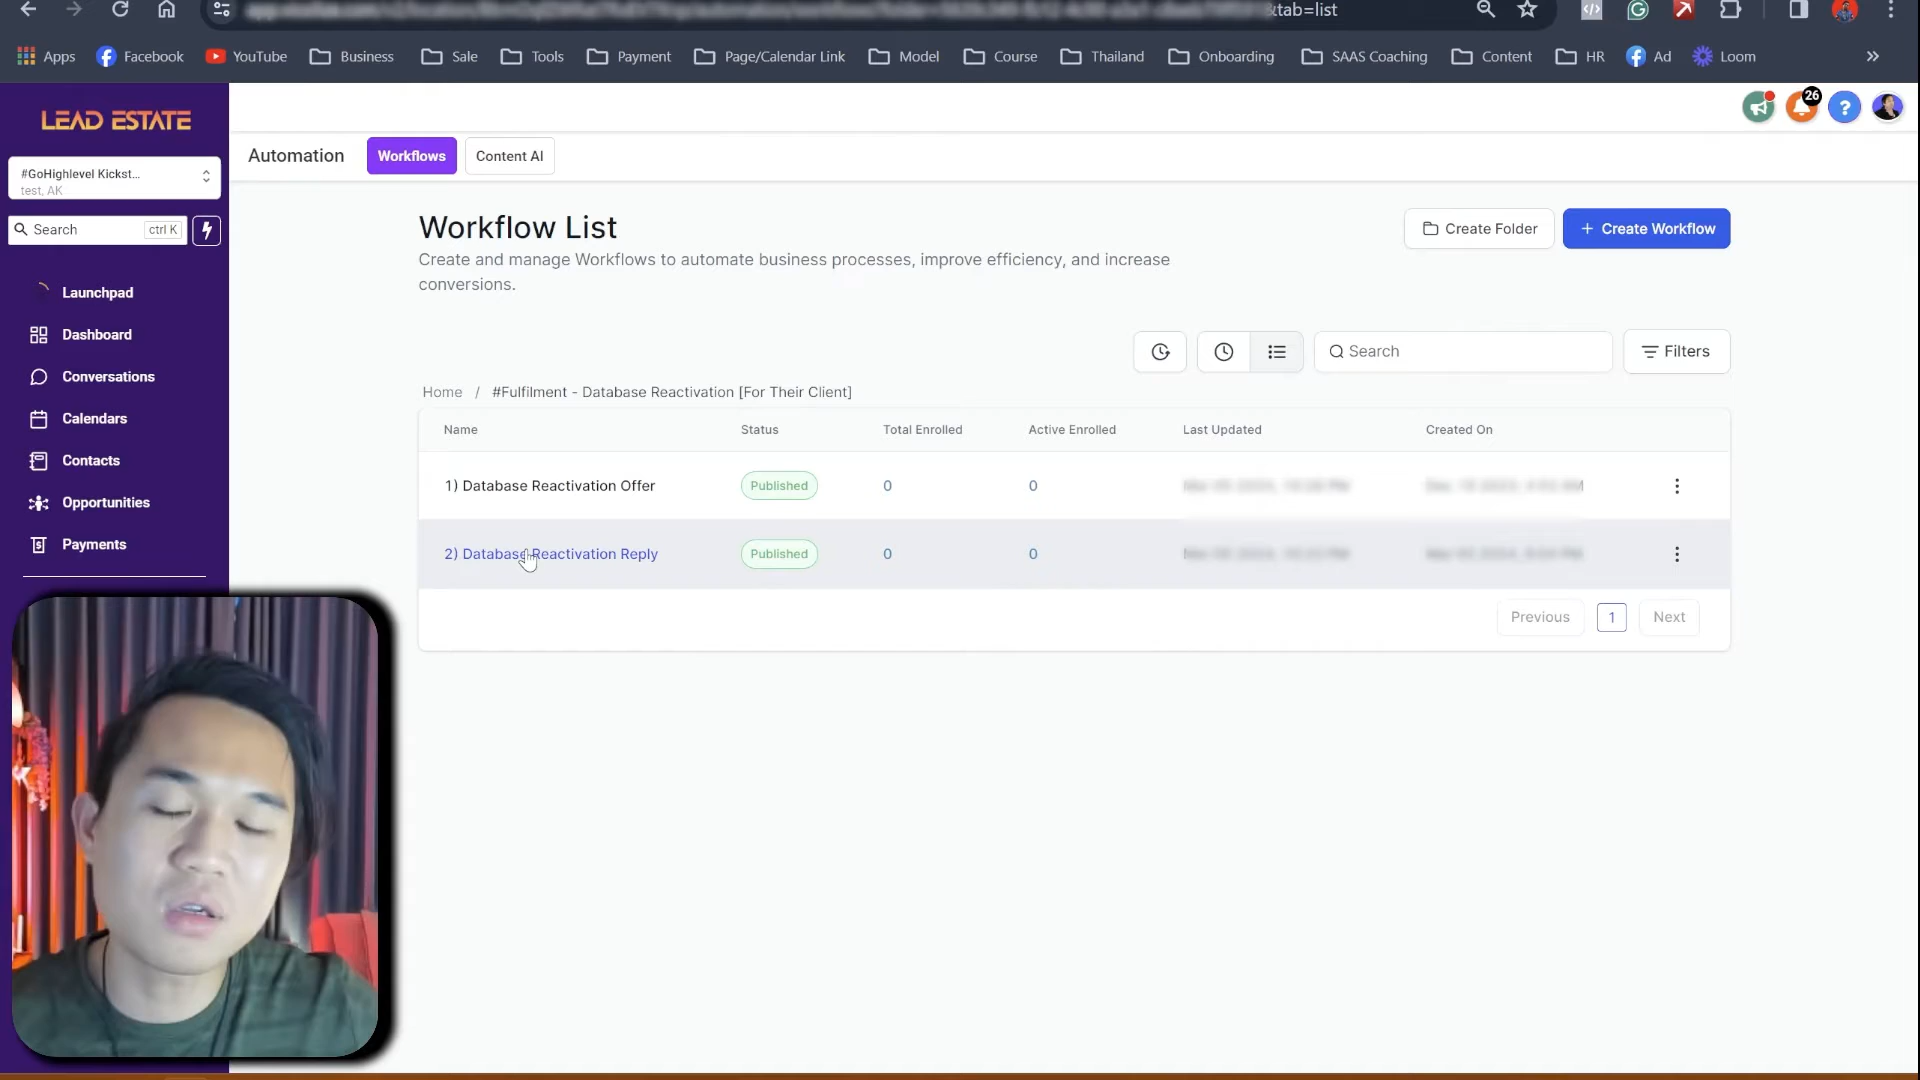 &tab=list
Apps
Facebook
YouTube
Business
Sale
Tools
Payment
Page/Calendar Link
Model
Course
Thailand
Onboarding
SAAS Coaching
Content
HR
Ad
Loom
LEAD ESTATE
26
#GoHighlevel Kickst...
test, AK
Search
ctrl K
Launchpad
Dashboard
Conversations
Calendars
Contacts
Opportunities
Payments
Automation
Workflows
Content AI
Workflow List
Create and manage Workflows to automate business processes, improve efficiency, and increase
conversions.
Create Folder
+ Create Workflow
Search
Filters
Home / #Fulfilment - Database Reactivation [For Their Client]
Name Status Total Enrolled Active Enrolled Last Updated Created On
1) Database Reactivation Offer Published 0 0
2) Database Reactivation Reply Published 0 0
Previous 1 Next